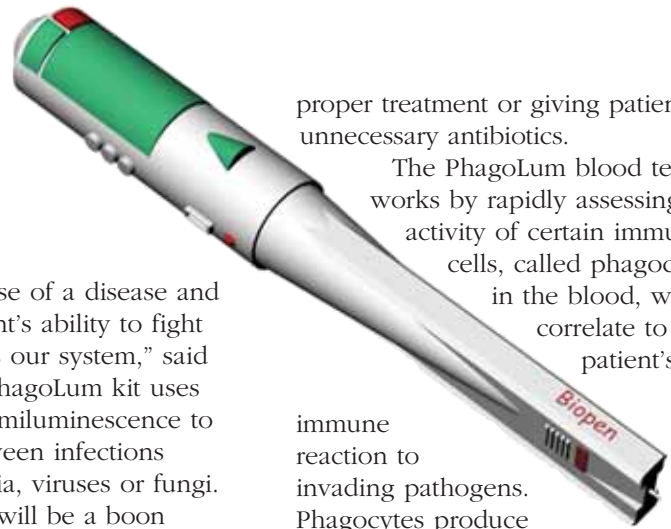 se of a disease and
nt's ability to fight
s our system,” said
hagoLum kit uses
miluminescence to
ween infections
ia, viruses or fungi.
will be a boon
proper treatment or giving patien
unnecessary antibiotics.
The PhagoLum blood te
works by rapidly assessing
activity of certain immu
cells, called phagoc
in the blood, w
correlate to
patient's
immune
reaction to
invading pathogens.
Phagocytes produce
Biopen